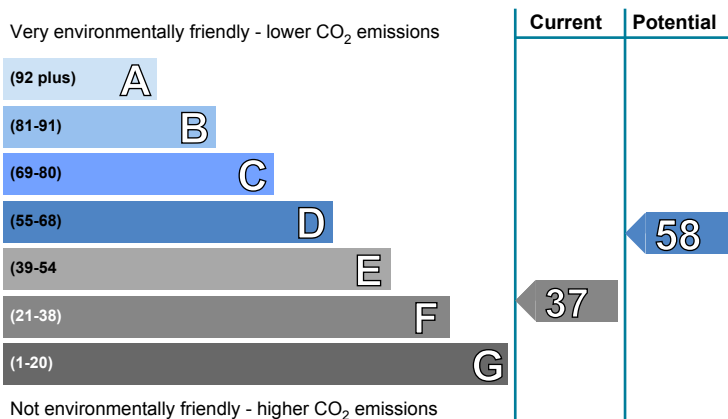 Very environmentally friendly - lower CO2 emissions
Current
Potential
(92 plus) A
(81-91) B
(69-80) C
(55-68) D
58
(39-54 E
37
(21-38) F
(1-20) G
Not environmentally friendly - higher CO2 emissions